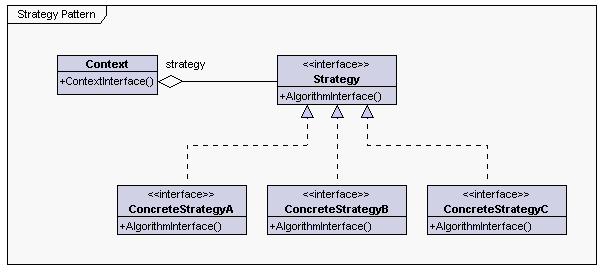 Strategy Pattern
Context
+ContextInterface()
strategy
<<interface>>
Strategy
+AlgorithmInterface()
<<interface>>
ConcreteStrategyA
+AlgorithmInterface()
<<interface>>
ConcreteStrategyB
+AlgorithmInterface()
<<interface>>
ConcreteStrategyC
+AlgorithmInterface()